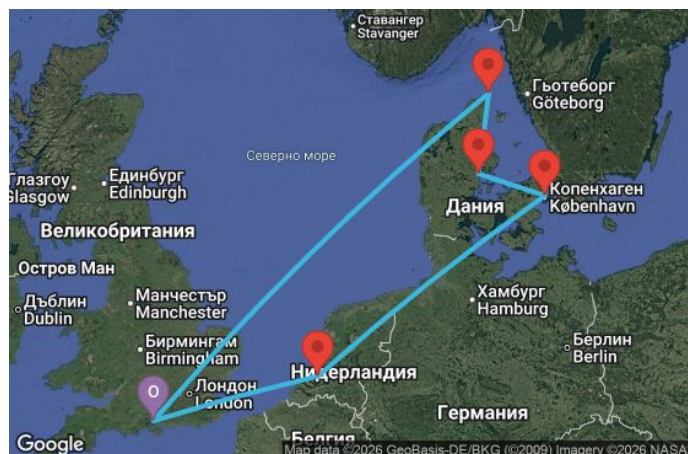 Ставангер
Stavanger
Гьотеборг
Göteborg
Северно море
Глазгоу
Glasgow
Единбург
Edinburgh
Копенхаген
København
Дания
Великобритания
Остров Ман
Дъблин
Dublin
Манчестър
Manchester
Хамбург
Hamburg
Бирмингам
Birmingham
Берлин
Berlin
O
Лондон
London
Нидерландия
Германия
Белгия
Google
Map data ©2026 GeoBasis-DE/BKG (©2009) Imagery ©2026 NASA